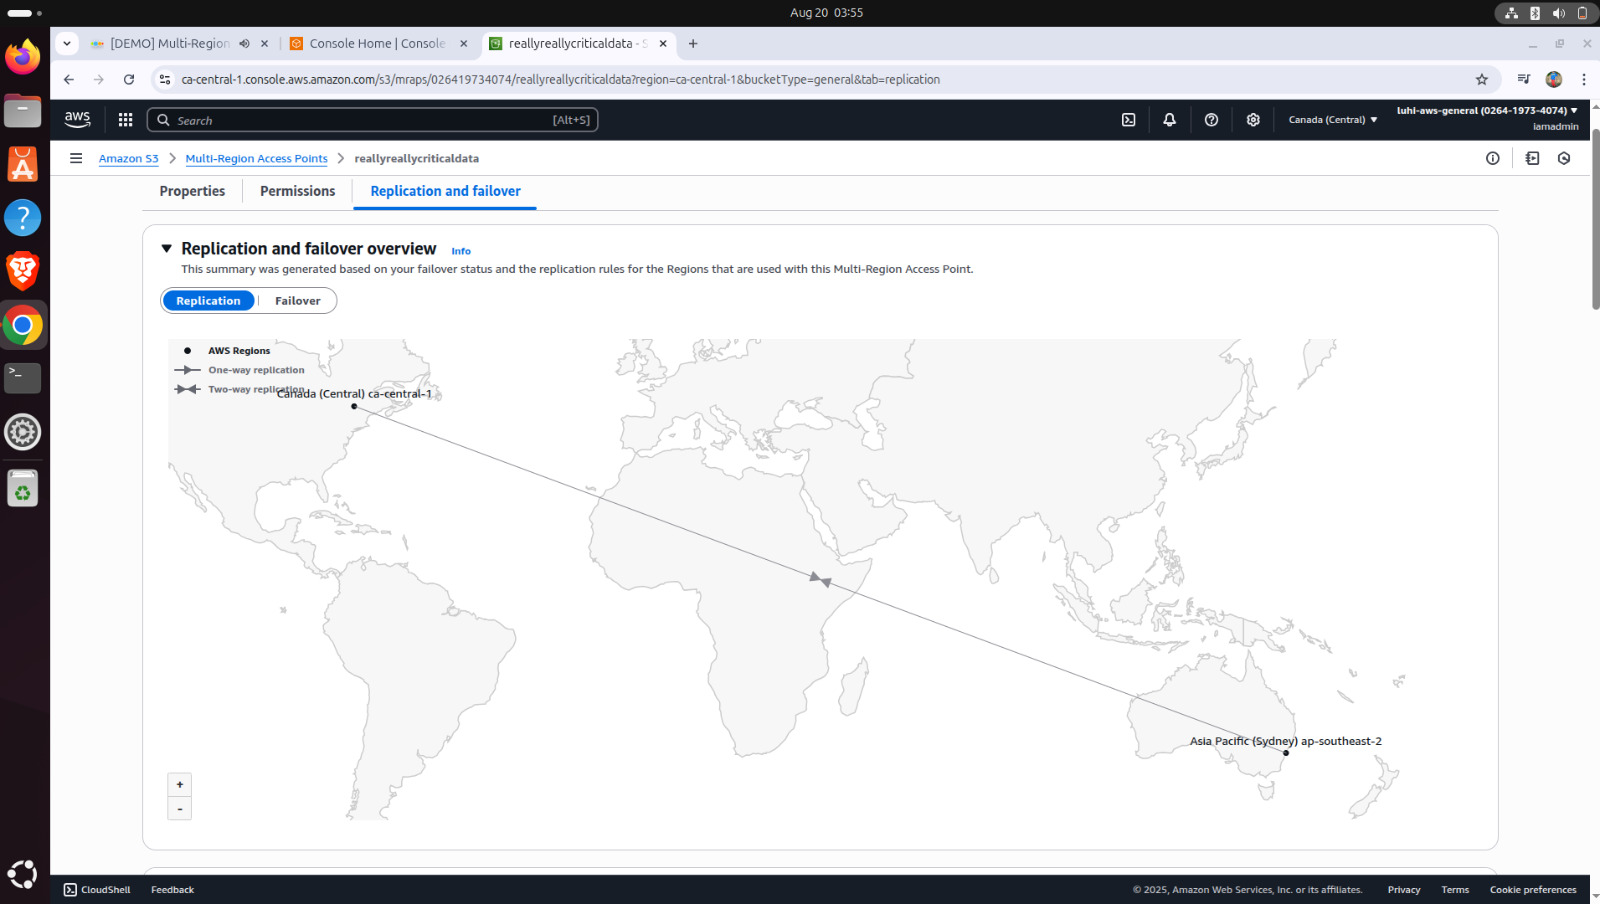 Aug 20 03:55
[DEMO] Multi-Region
Console Home | Console
reallyreallycriticaldata - S
ca-central-1.console.aws.amazon.com/s3/mraps/026419734074/reallyreallycriticaldata?region=ca-central-1&bucketType=general&tab=replication
aws
Search
[Alt+S]
Canada (Central)
luhi-aws-general (0264-1973-4074)
iamadmin
Amazon S3
Multi-Region Access Points
reallyreallycriticaldata
Properties
Permissions
Replication and failover
Replication and failover overview
Info
This summary was generated based on your failover status and the replication rules for the Regions that are used with this Multi-Region Access Point.
Replication
Failover
AWS Regions
One-way replication
Two-way replication
Canada (Central) ca-central-1
Asia Pacific (Sydney) ap-southeast-2
+
-
CloudShell
Feedback
© 2025, Amazon Web Services, Inc. or its affiliates.
Privacy
Terms
Cookie preferences